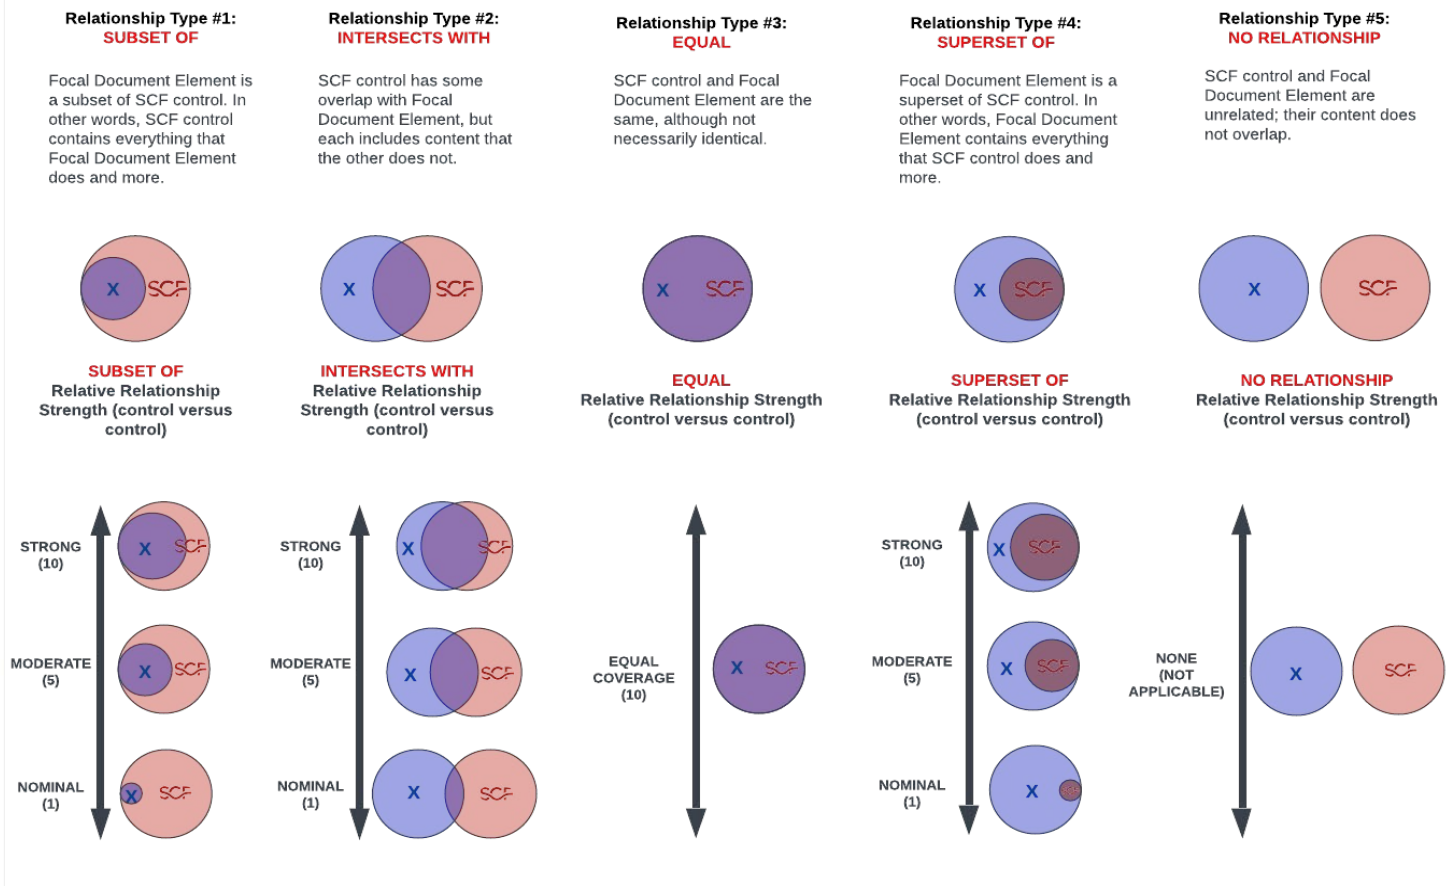 Relationship Type #1:
SUBSET OF
Focal Document Element is
a subset of SCF control. In
other words, SCF control
contains everything that
Focal Document Element
does and more.
X
SCF
SUBSET OF
Relative Relationship
Strength (control versus
control)
STRONG
(10)
X
SCF
MODERATE
(5)
X
SCF
NOMINAL
(1)
X
SCF
Relationship Type #2:
INTERSECTS WITH
SCF control has some
overlap with Focal
Document Element, but
each includes content that
the other does not.
X
SCF
INTERSECTS WITH
Relative Relationship
Strength (control versus
control)
STRONG
(10)
X
SCF
MODERATE
(5)
X
SCF
NOMINAL
(1)
X
SCF
Relationship Type #3:
EQUAL
SCF control and Focal
Document Element are the
same, although not
necessarily identical.
X
SCF
EQUAL
Relative Relationship Strength
(control versus control)
EQUAL
COVERAGE
(10)
X
SCF
Relationship Type #4:
SUPERSET OF
Focal Document Element is a
superset of SCF control. In
other words, Focal Document
Element contains everything
that SCF control does and
more.
X
SCF
SUPERSET OF
Relative Relationship Strength
(control versus control)
STRONG
(10)
X
SCF
MODERATE
(5)
X
SCF
NOMINAL
(1)
X
SCF
Relationship Type #5:
NO RELATIONSHIP
SCF control and Focal
Document Element are
unrelated; their content does
not overlap.
X
SCF
NO RELATIONSHIP
Relative Relationship Strength
(control versus control)
NONE
(NOT
APPLICABLE)
X
SCF